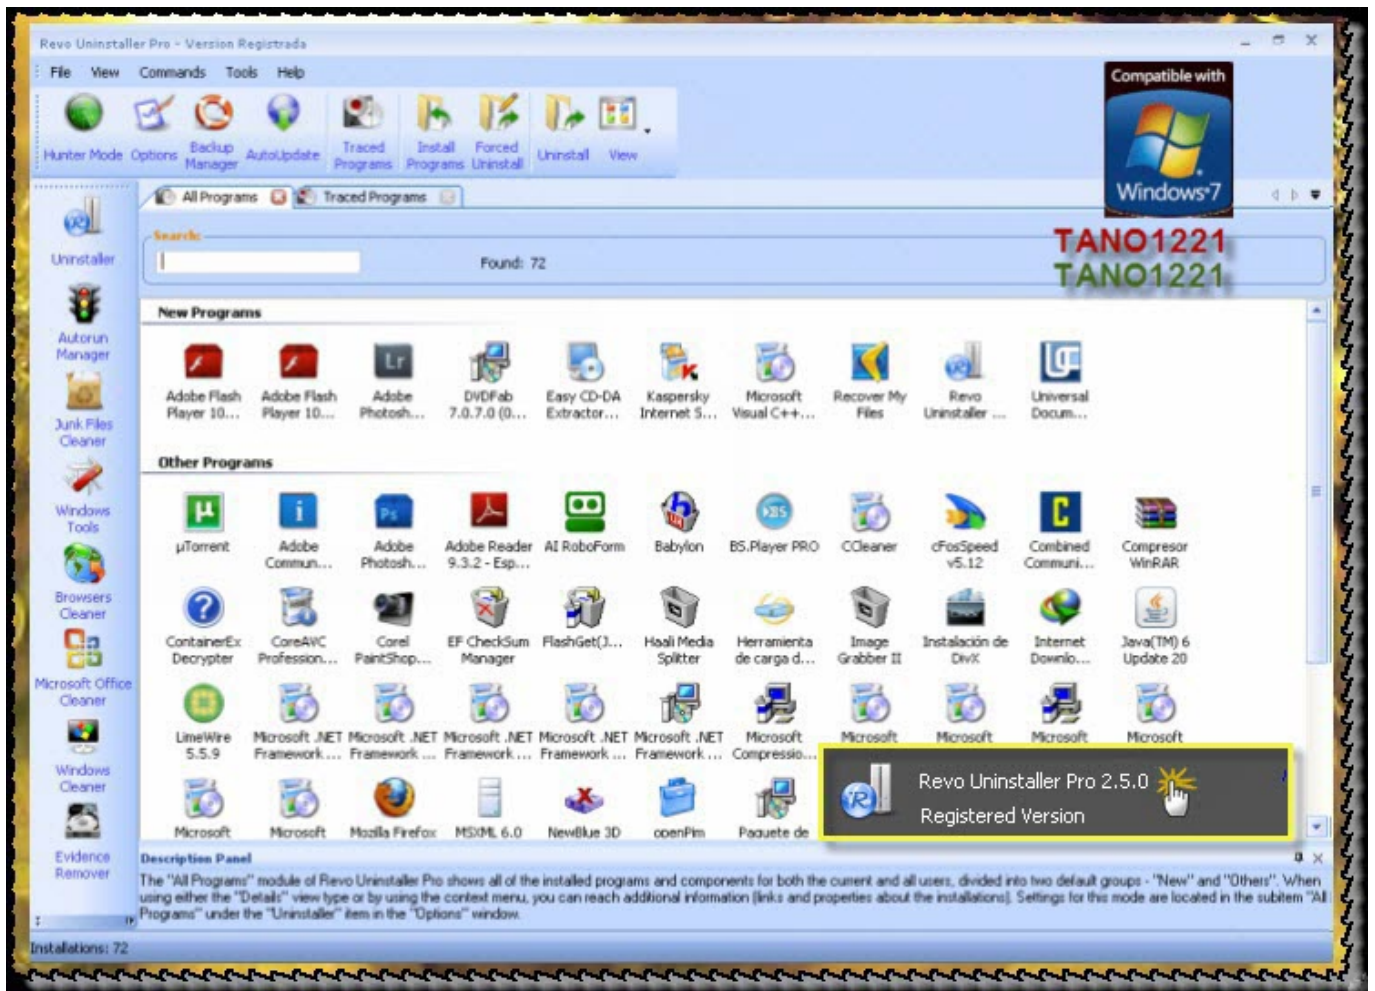 Revo Uninstaller Pro - Version Registrada
File View Commands Tools Help
Compatible with
Windows 7
Hunter Mode
Options
Backup
Manager
AutoUpdate
Traced
Programs
Install
Programs
Forced
Uninstall
Uninstall
View
All Programs
Traced Programs
TANO1221
TANO1221
Search:
Found: 72
Uninstaller
Autorun
Manager
Junk Files
Cleaner
Windows
Tools
Browsers
Cleaner
Microsoft Office
Cleaner
Windows
Cleaner
Evidence
Remover
New Programs
Adobe Flash
Player 10...
Adobe Flash
Player 10...
Lr
Adobe
Photosh...
DVDFab
7.0.7.0 (0...
Easy CD-DA
Extractor...
Kaspersky
Internet S...
Microsoft
Visual C++...
Recover My
Files
Revo
Uninstaller ...
Universal
Docum...
Other Programs
µTorrent
Adobe
Commun...
Ps
Adobe
Photosh...
Adobe Reader
9.3.2 - Esp...
AI RoboForm
Babylon
BS
BS.Player PRO
CCleaner
cFosSpeed
v5.12
Combined
Communi...
Compresor
WinRAR
ContainerEx
Decrypter
CoreAVC
Profession...
Corel
PaintShop...
EF CheckSum
Manager
FlashGet(J...
Haali Media
Splitter
Herramienta
de carga d...
Image
Grabber II
Instalación de
DivX
Internet
Downlo...
Java(TM) 6
Update 20
LimeWire
5.5.9
Microsoft .NET
Framework...
Microsoft .NET
Framework...
Microsoft .NET
Framework ...
Microsoft .NET
Framework ...
Microsoft .NET
Framework ...
Microsoft
Compressio...
Microsoft
Microsoft
Microsoft
Microsoft
Microsoft
Microsoft
Mozilla Firefox
MSXML 6.0
NewBlue 3D
openPim
Paquete de
Revo Uninstaller Pro 2.5.0
Registered Version
Description Panel
The "All Programs" module of Revo Uninstaller Pro shows all of the installed programs and components for both the current and all users, divided into two default groups - "New" and "Others". When
using either the "Details" view type or by using the context menu, you can reach additional information (links and properties about the installations). Settings for this mode are located in the subitem "All
Programs" under the "Uninstaller" item in the "Options" window.
Installations: 72